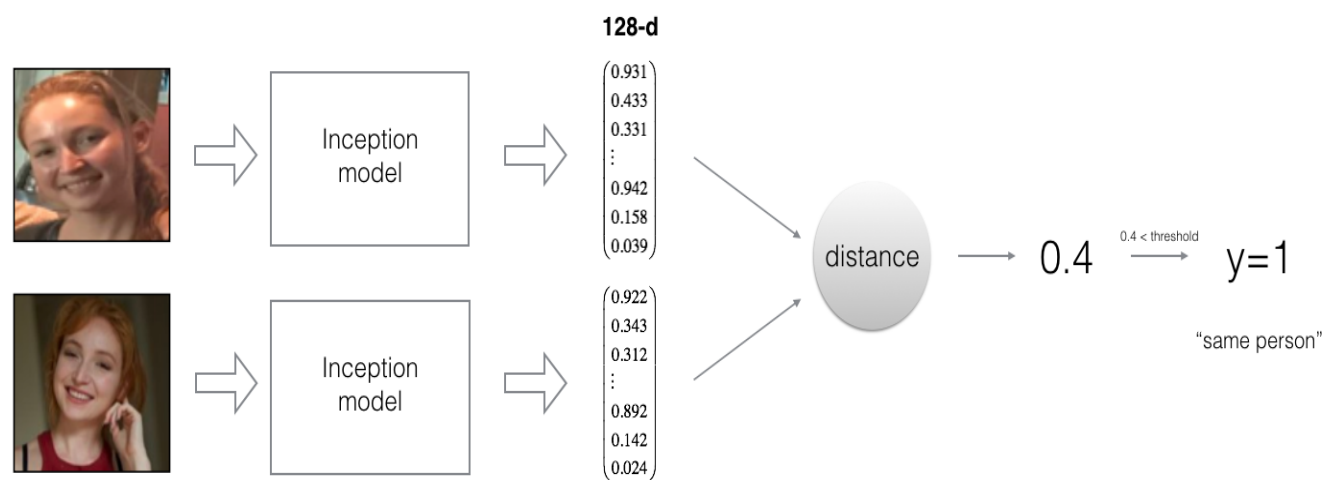 128-d
0.931
0.433
0.331
⋮
0.942
0.158
0.039
Inception
model
0.922
0.343
0.312
⋮
0.892
0.142
0.024
Inception
model
distance
0.4
0.4 < threshold
y=1
“same person”